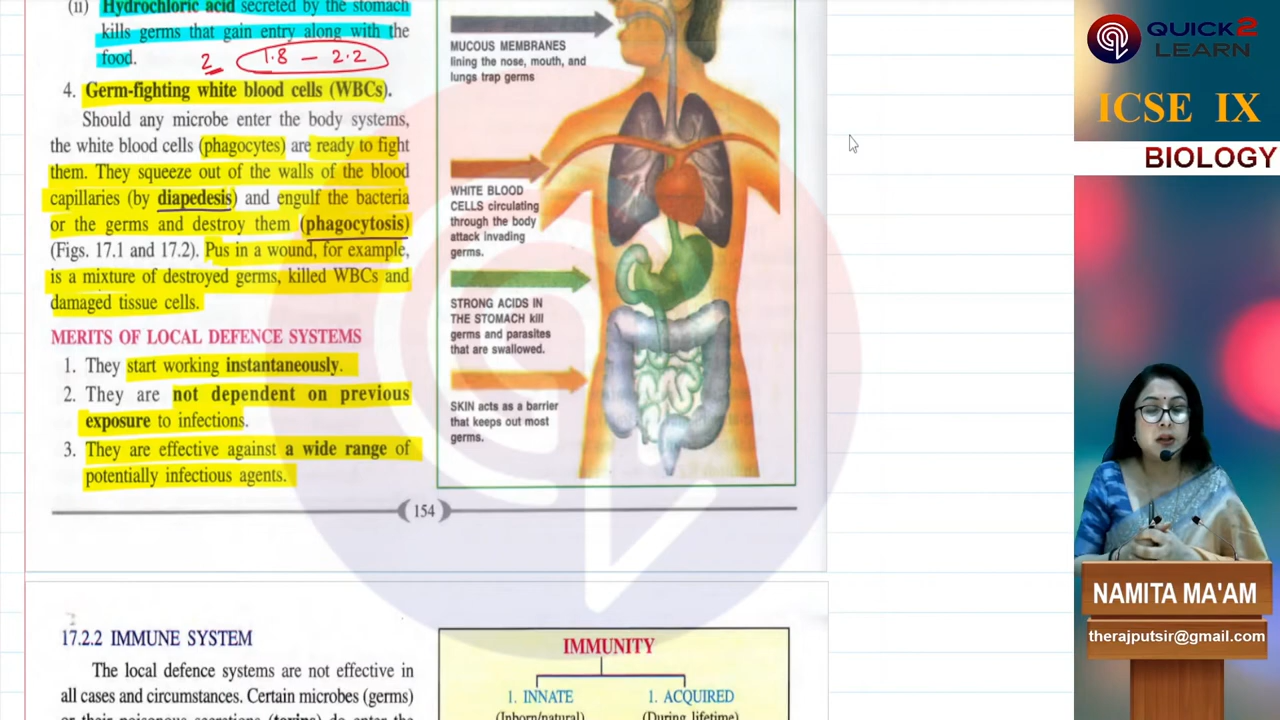 (ii) Hydrochloric acid secreted by the stomach
kills germs that gain entry along with the
food.
2 1.8 – 2.2
4. Germ-fighting white blood cells (WBCs).
Should any microbe enter the body systems,
the white blood cells (phagocytes) are ready to fight
them. They squeeze out of the walls of the blood
capillaries (by diapedesis) and engulf the bacteria
or the germs and destroy them (phagocytosis)
(Figs. 17.1 and 17.2). Pus in a wound, for example,
is a mixture of destroyed germs, killed WBCs and
damaged tissue cells.
MERITS OF LOCAL DEFENCE SYSTEMS
1. They start working instantaneously.
2. They are not dependent on previous
exposure to infections.
3. They are effective against a wide range of
potentially infectious agents.
MUCOUS MEMBRANES
lining the nose, mouth, and
lungs trap germs
WHITE BLOOD
CELLS circulating
through the body
attack invading
germs.
STRONG ACIDS IN
THE STOMACH kill
germs and parasites
that are swallowed.
SKIN acts as a barrier
that keeps out most
germs.
154
17.2.2 IMMUNE SYSTEM
The local defence systems are not effective in
all cases and circumstances. Certain microbes (germs)
or their poisonous secretions (toxins) do enter the
IMMUNITY
1. INNATE
(Inborn/natural)
1. ACQUIRED
(During lifetime)
QUICK2
LEARN
ICSE IX
BIOLOGY
NAMITA MA'AM
therajputsir@gmail.com